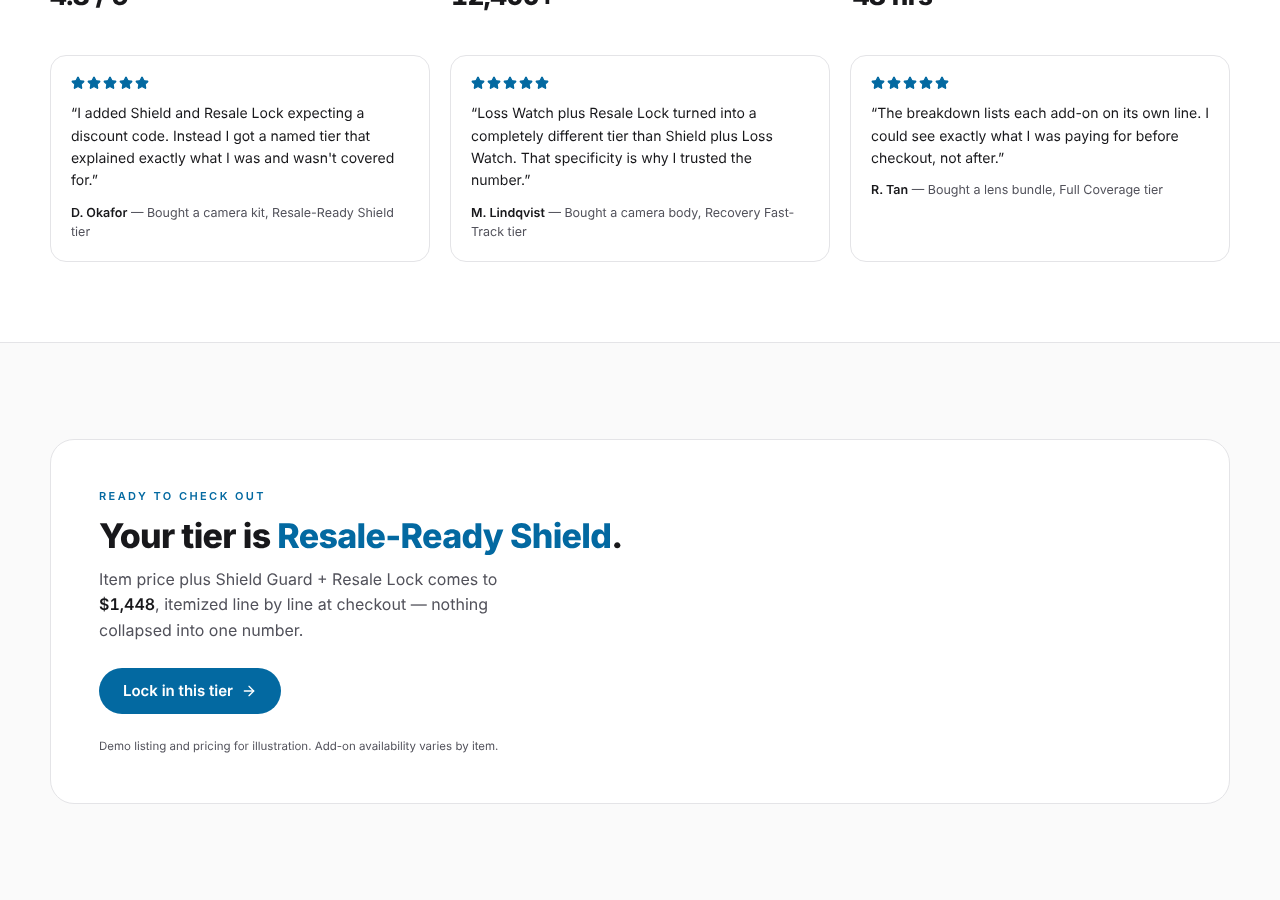 “I added Shield and Resale Lock expecting a
discount code. Instead I got a named tier that
explained exactly what I was and wasn't covered
for.”
D. Okafor — Bought a camera kit, Resale-Ready Shield
tier
“Loss Watch plus Resale Lock turned into a
completely different tier than Shield plus Loss
Watch. That specificity is why I trusted the
number.”
M. Lindqvist — Bought a camera body, Recovery Fast-
Track tier
“The breakdown lists each add-on on its own line. I
could see exactly what I was paying for before
checkout, not after.”
R. Tan — Bought a lens bundle, Full Coverage tier
READY TO CHECK OUT
Your tier is Resale-Ready Shield.
Item price plus Shield Guard + Resale Lock comes to
$1,448, itemized line by line at checkout — nothing
collapsed into one number.
Lock in this tier →
Demo listing and pricing for illustration. Add-on availability varies by item.